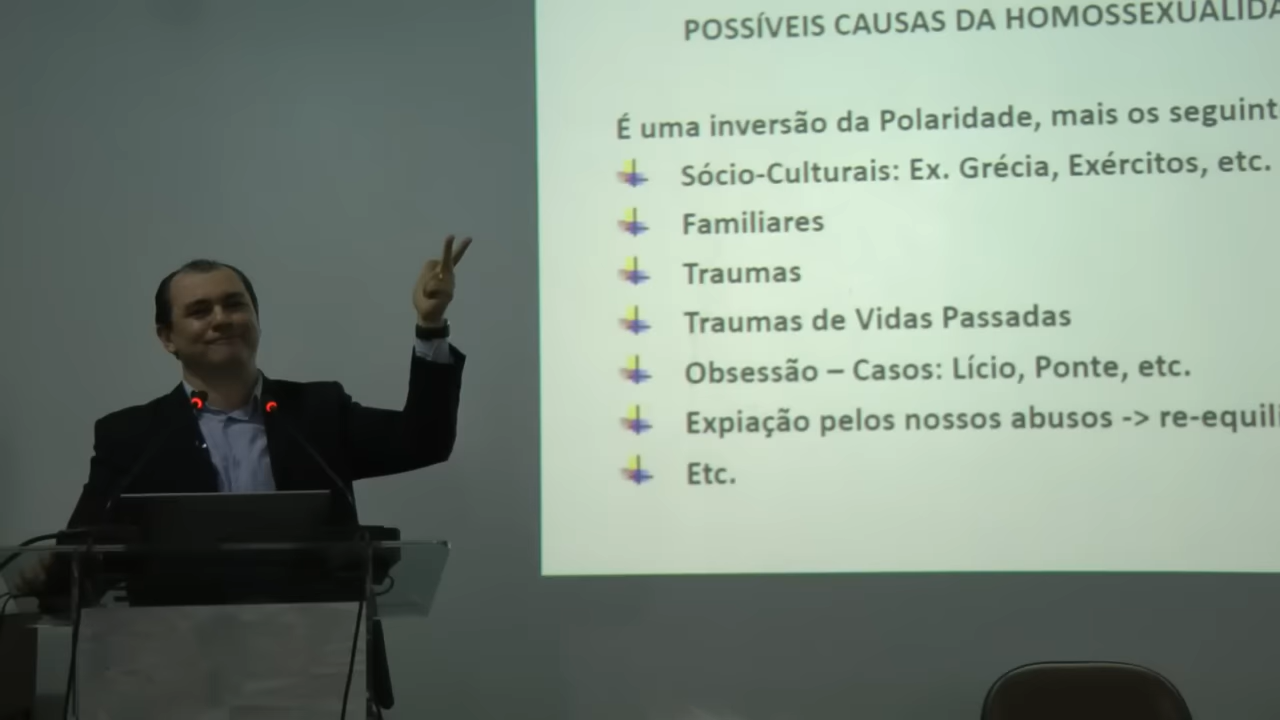 POSSÍVEIS CAUSAS DA HOMOSSEXUALIDA
É uma inversão da Polaridade, mais os seguint
Sócio-Culturais: Ex. Grécia, Exércitos, etc.
Familiares
Traumas
Traumas de Vidas Passadas
Obsessão – Casos: Lício, Ponte, etc.
Expiação pelos nossos abusos -> re-equili
Etc.